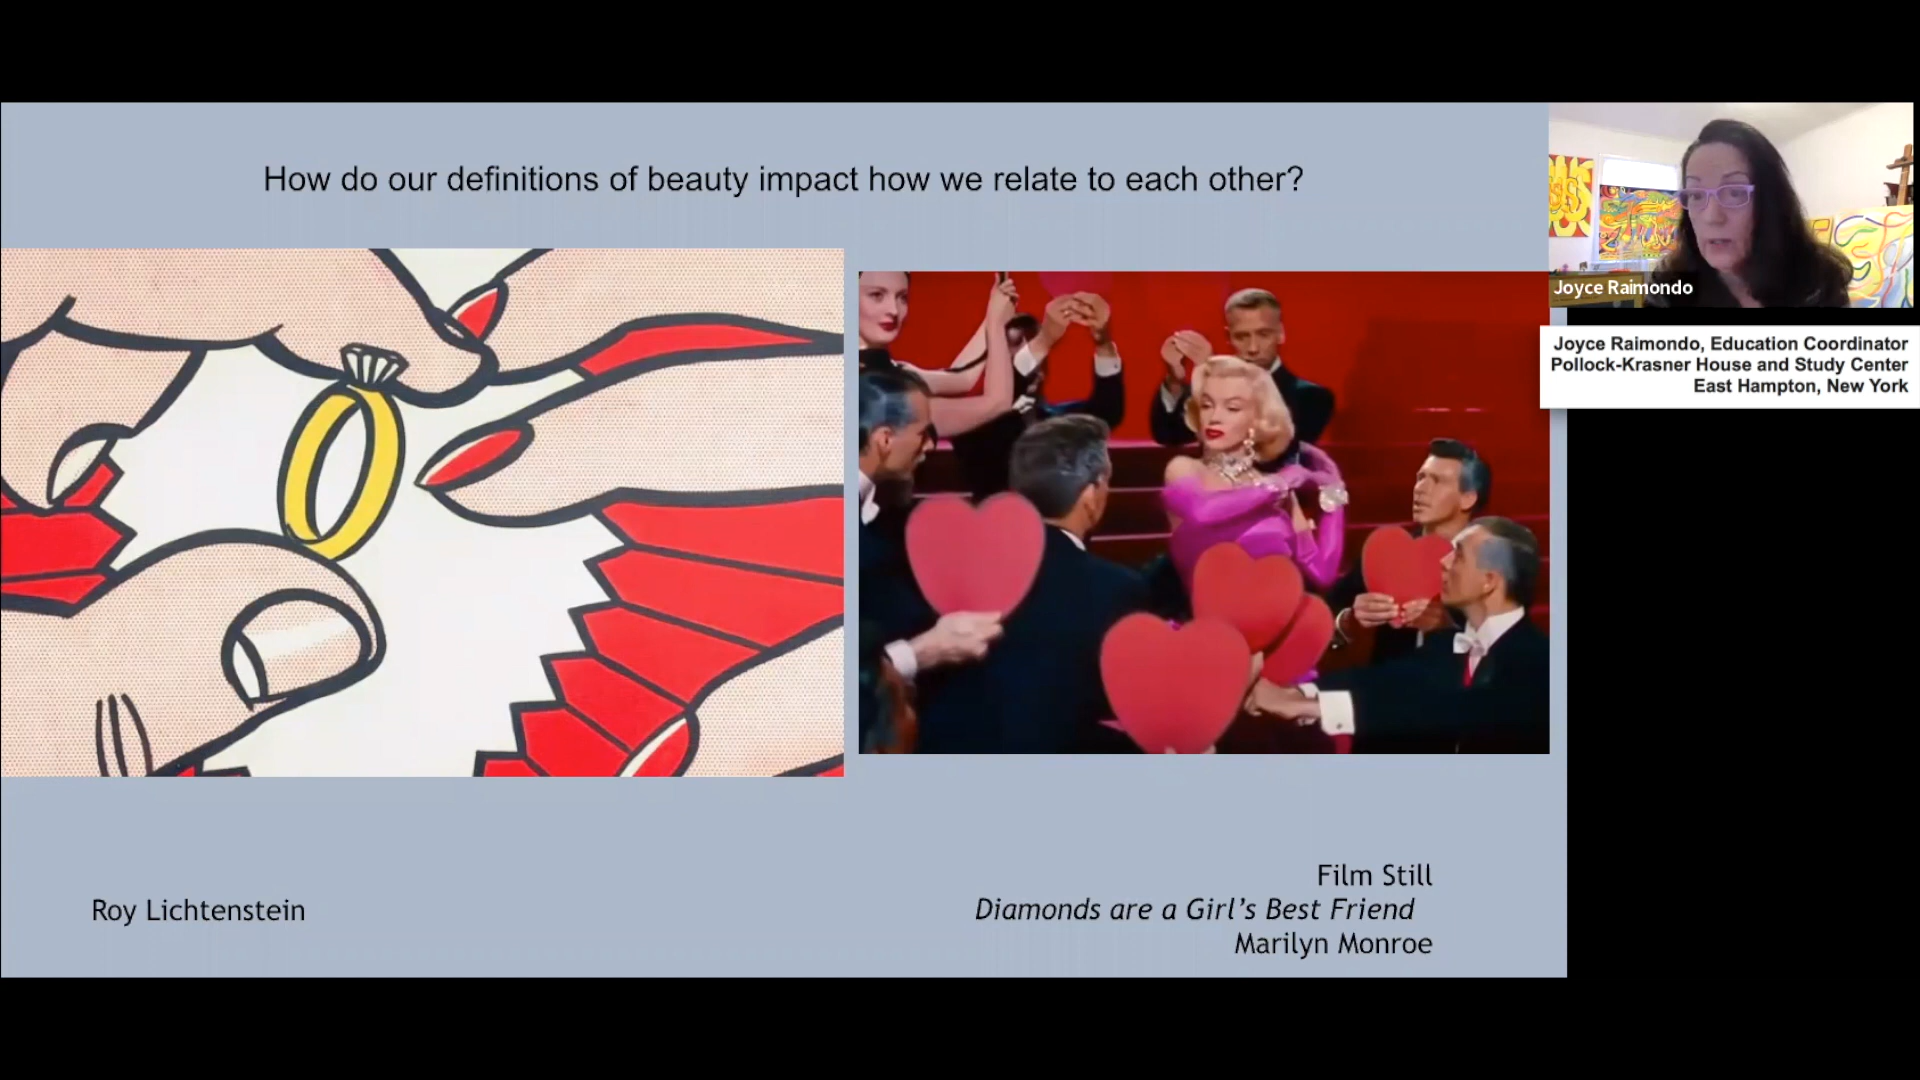 How do our definitions of beauty impact how we relate to each other?
Joyce Raimondo
Joyce Raimondo, Education Coordinator
Pollock-Krasner House and Study Center
East Hampton, New York
Roy Lichtenstein
Film Still
Diamonds are a Girl's Best Friend
Marilyn Monroe